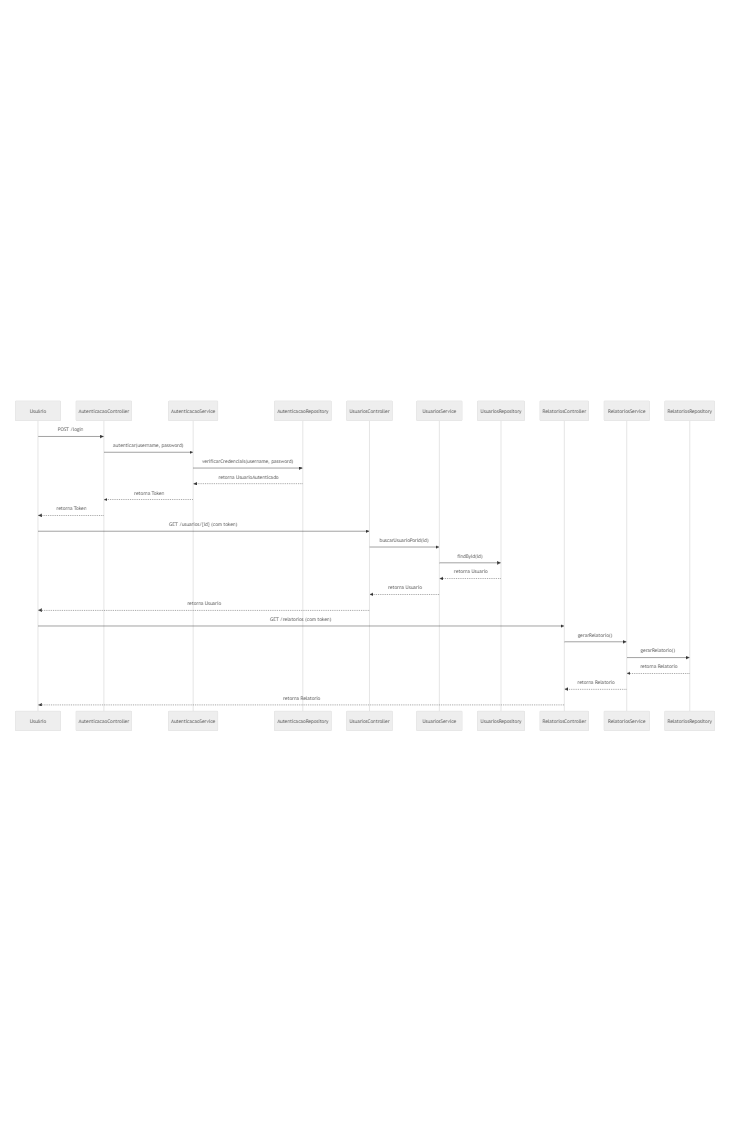 Usuário AutenticacaoController AutenticacaoService AutenticacaoRepository UsuariosController UsuariosService UsuariosRepository RelatoriosController RelatoriosService RelatoriosRepository
POST /login
autenticar(username, password)
verificarCredenciais(username, password)
retorna UsuarioAutenticado
retorna Token
retorna Token
GET /usuarios/{id} (com token)
buscarUsuarioPorId(id)
findById(id)
retorna Usuario
retorna Usuario
retorna Usuario
GET /relatorios (com token)
gerarRelatorio()
gerarRelatorio()
retorna Relatorio
retorna Relatorio
retorna Relatorio
Usuário AutenticacaoController AutenticacaoService AutenticacaoRepository UsuariosController UsuariosService UsuariosRepository RelatoriosController RelatoriosService RelatoriosRepository